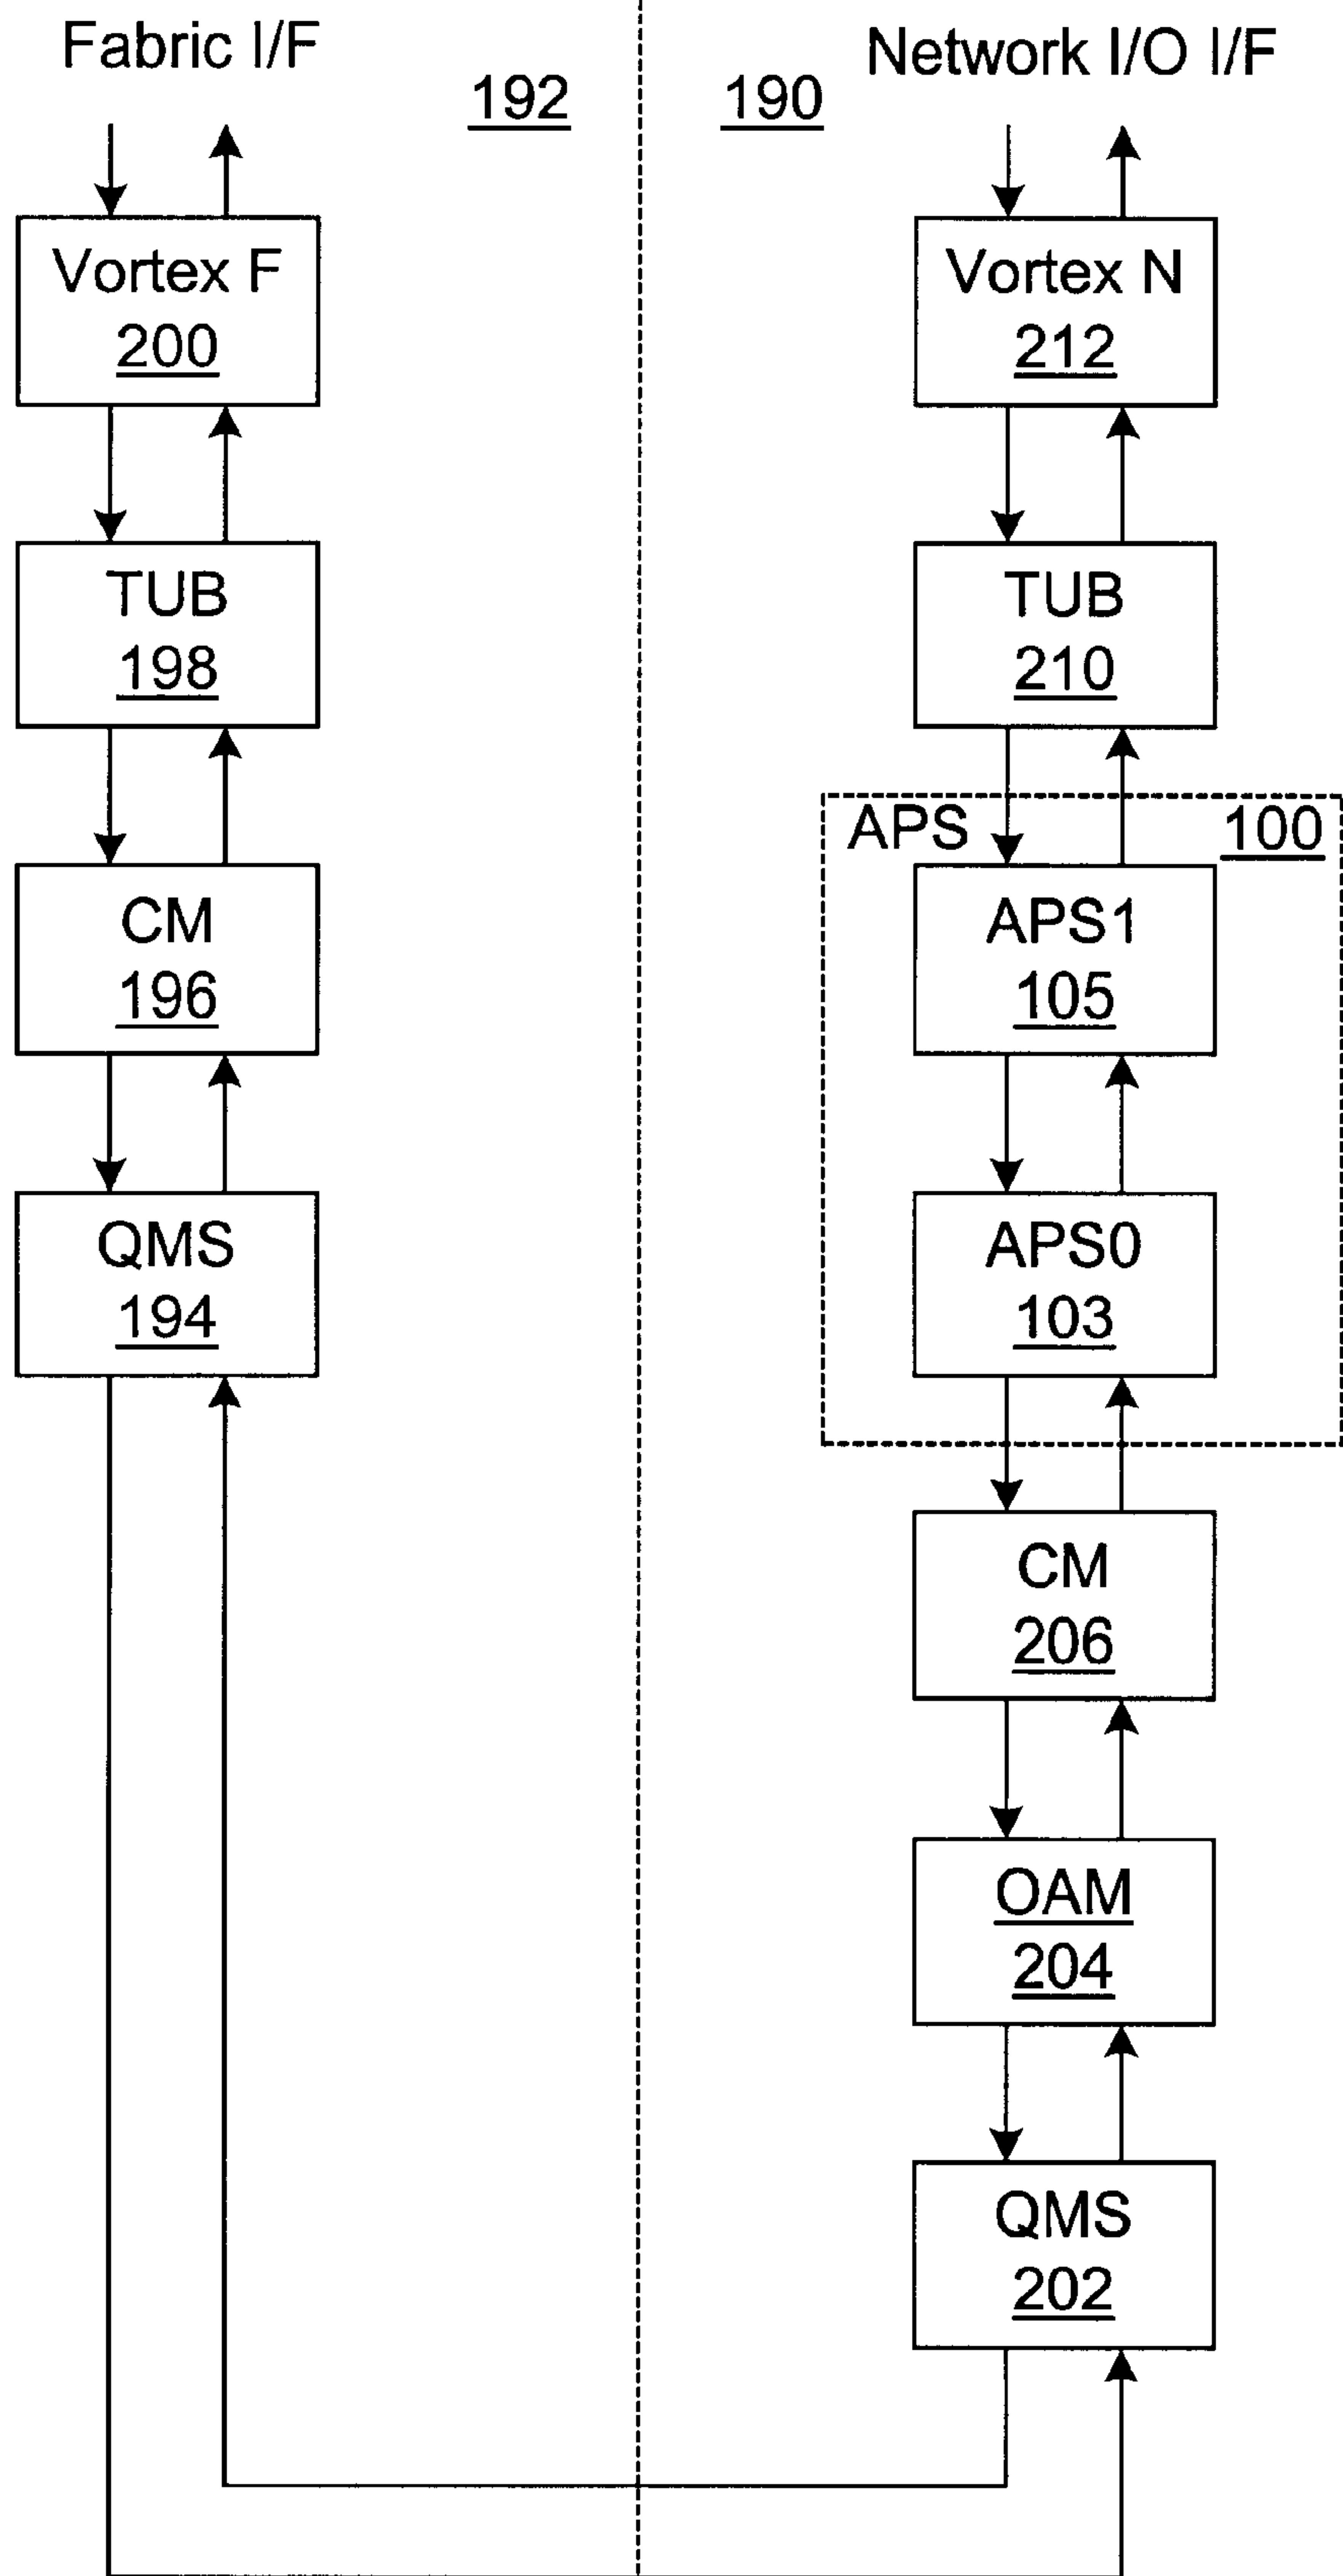 Fabric I/F
192
Vortex F
200
TUB
198
CM
196
QMS
194
Network I/O I/F
190
Vortex N
212
TUB
210
APS
100
APS1
105
APS0
103
CM
206
OAM
204
QMS
202